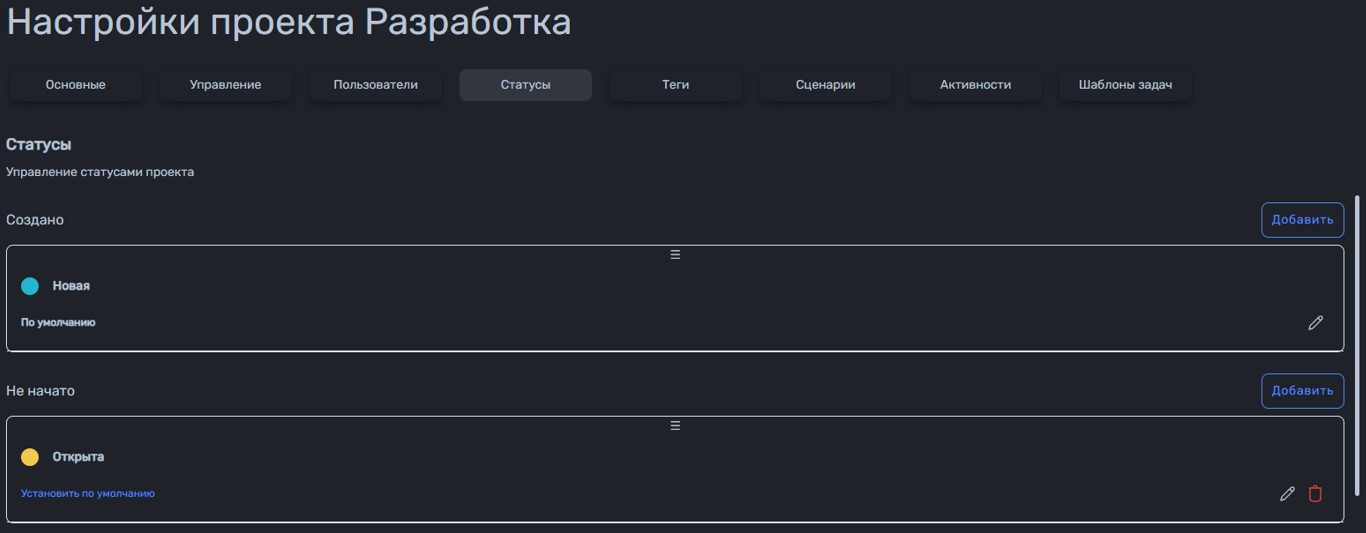 Настройки проекта Разработка
Основные Управление Пользователи Статусы Теги Сценарии Активности Шаблоны задач
Статусы
Управление статусами проекта
Создано Добавить
Новая
По умолчанию
Не начато Добавить
Открыта
Установить по умолчанию